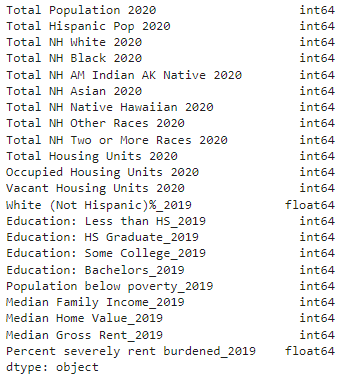 Total Population 2020 int64
Total Hispanic Pop 2020 int64
Total NH White 2020 int64
Total NH Black 2020 int64
Total NH AM Indian AK Native 2020 int64
Total NH Asian 2020 int64
Total NH Native Hawaiian 2020 int64
Total NH Other Races 2020 int64
Total NH Two or More Races 2020 int64
Total Housing Units 2020 int64
Occupied Housing Units 2020 int64
Vacant Housing Units 2020 int64
White (Not Hispanic)%_2019 float64
Education: Less than HS_2019 int64
Education: HS Graduate_2019 int64
Education: Some College_2019 int64
Education: Bachelors_2019 int64
Population below poverty_2019 int64
Median Family Income_2019 int64
Median Home Value_2019 int64
Median Gross Rent_2019 int64
Percent severely rent burdened_2019 float64
dtype: object